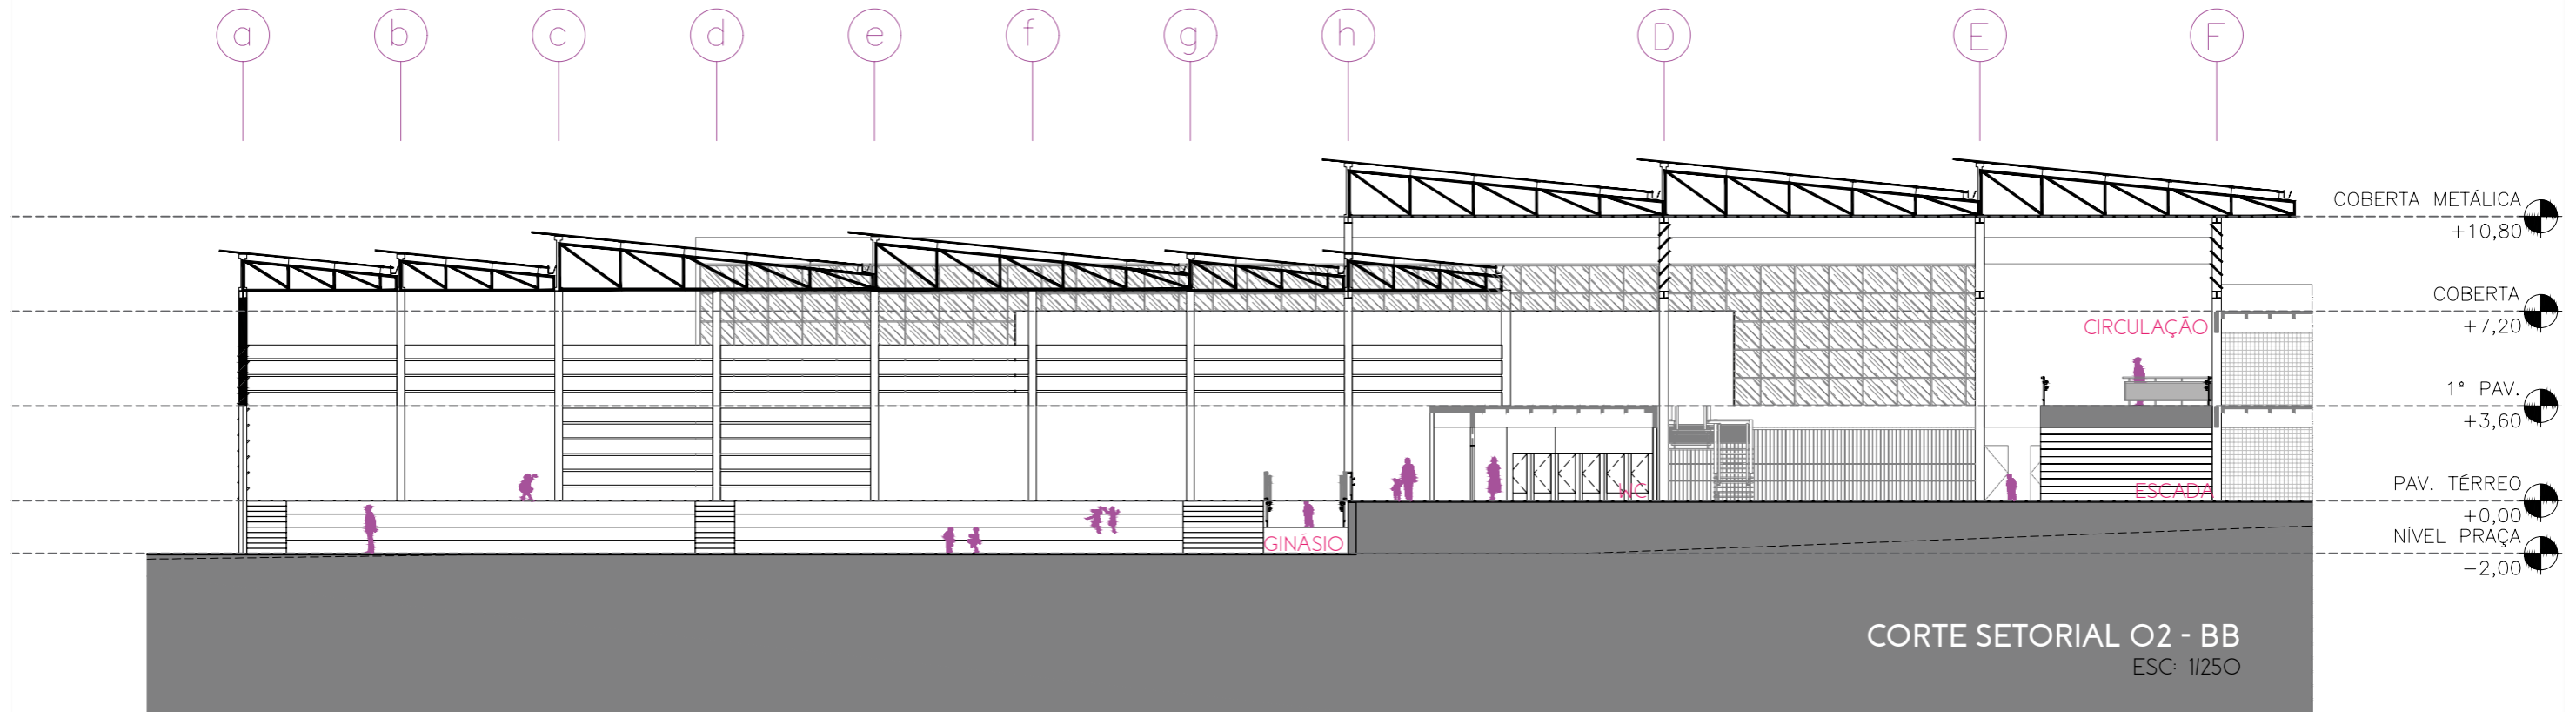 a b c d e f g h D E F
COBERTA METÁLICA
+10,80
COBERTA
+7,20
CIRCULAÇÃO
1° PAV.
+3,60
WC
ESCADA
PAV. TÉRREO
+0,00
GINÁSIO
NÍVEL PRAÇA
−2,00
CORTE SETORIAL 02 - BB
ESC: 1/250